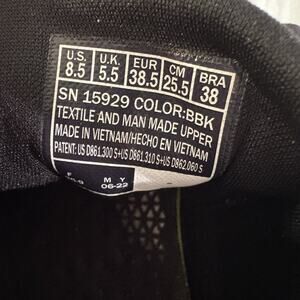 U.S. U.K. EUR CM BRA
8.5 5.5 38.5 25.5 38
SN 15929 COLOR:BBK
TEXTILE AND MAN MADE UPPER
MADE IN VIETNAM/HECHO EN VIETNAM
PATENT: US D861.300 S+US D861.310 S+US D862.060 S
F M Y
06-22